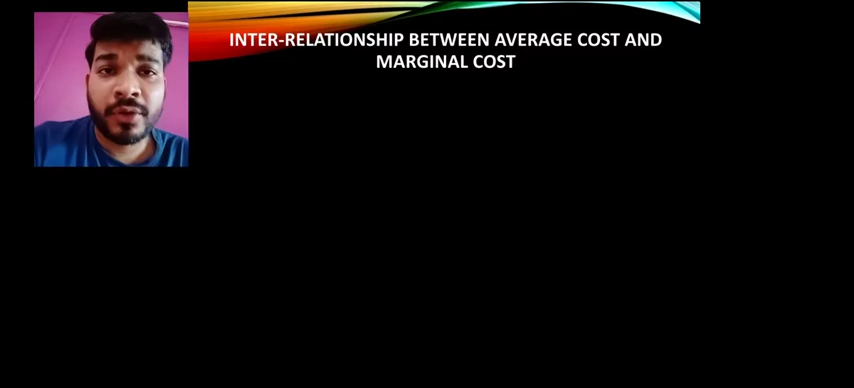 INTER-RELATIONSHIP BETWEEN AVERAGE COST AND
MARGINAL COST